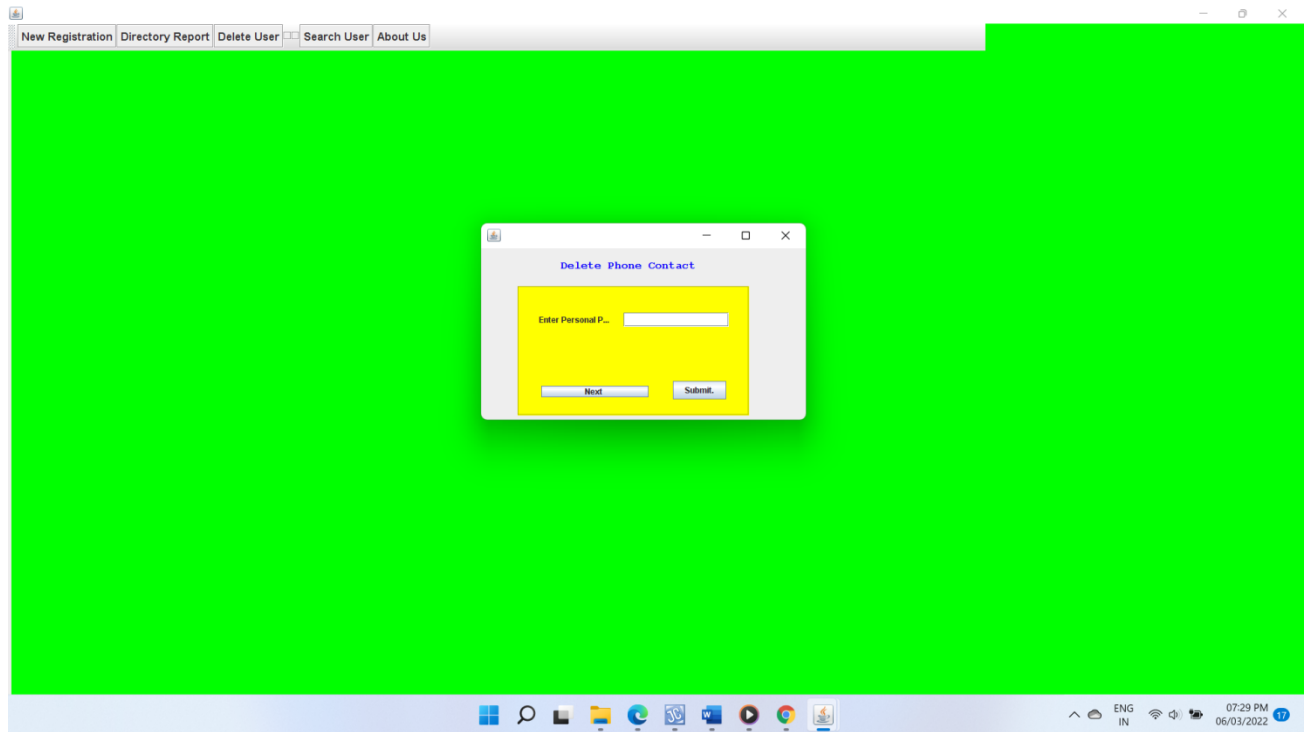 New Registration Directory Report Delete User Search User About Us
Delete Phone Contact
Enter Personal P...
Next Submit.
ENG
IN
07:29 PM
06/03/2022
17